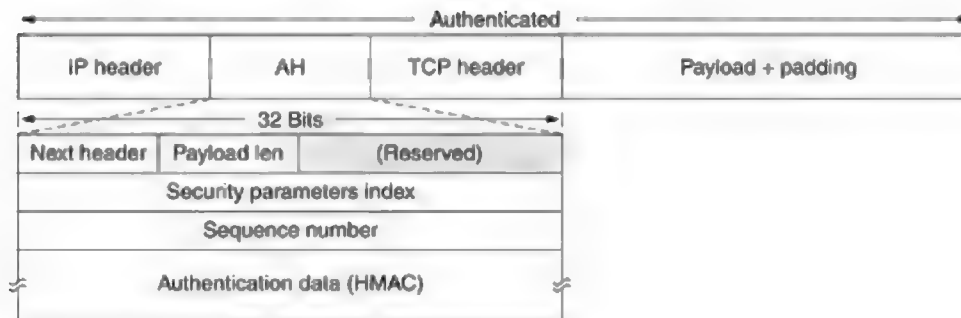 Authenticated
IP header AH TCP header Payload + padding
32 Bits
Next header Payload len (Reserved)
Security parameters index
Sequence number
Authentication data (HMAC)